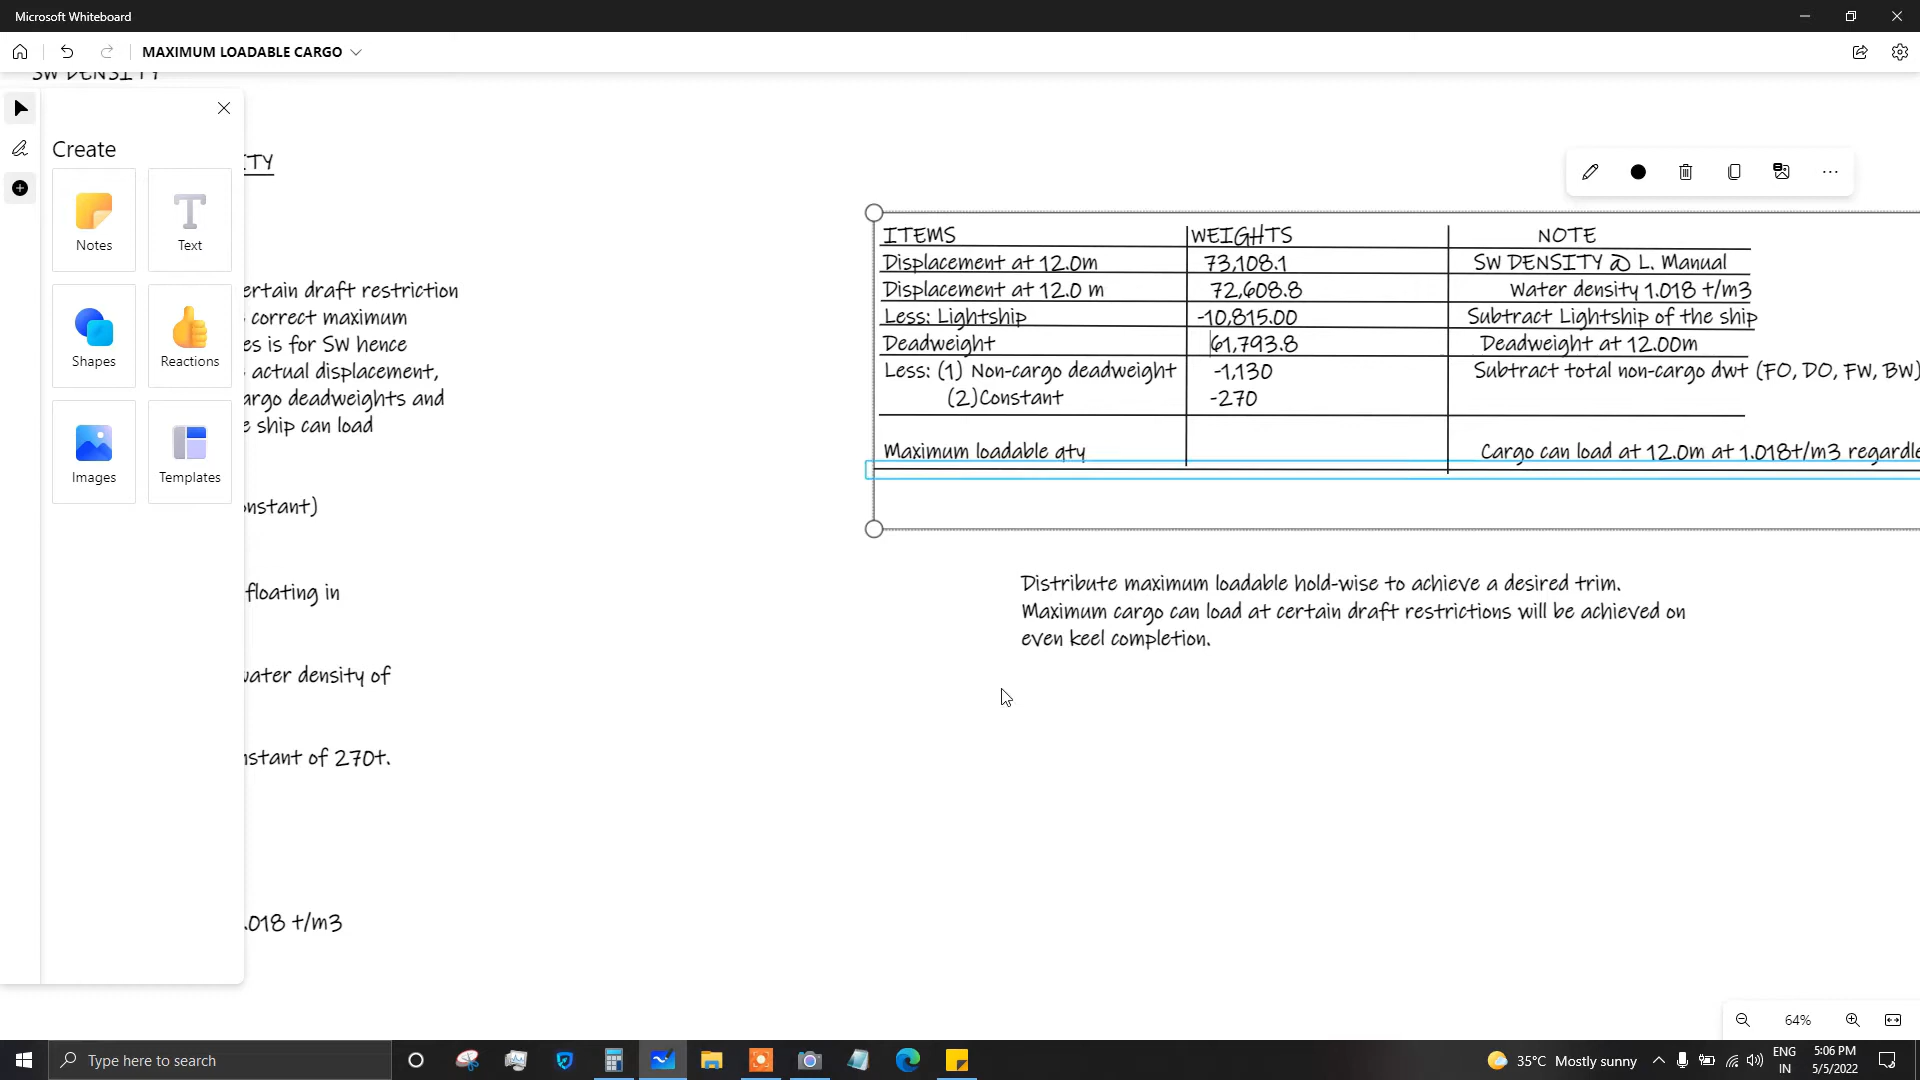 Microsoft Whiteboard
MAXIMUM LOADABLE CARGO
SW DENSITY
Create
Notes
Text
Shapes
Reactions
Images
Templates
ITY
ertain draft restriction
correct maximum
es is for SW hence
actual displacement,
argo deadweights and
e ship can load
onstant)
floating in
water density of
nstant of 270t.
.018 t/m3
ITEMS WEIGHTS NOTE
Displacement at 12.0m 73,108.1 SW DENSITY @ L. Manual
Displacement at 12.0 m 72,608.8 Water density 1.018 t/m3
Less: Lightship -10,815.00 Subtract Lightship of the ship
Deadweight 61,793.8 Deadweight at 12.00m
Less: (1) Non-cargo deadweight -1,130 Subtract total non-cargo dwt (FO, DO, FW, BW)
(2)Constant -270
Maximum loadable qty Cargo can load at 12.0m at 1.018t/m3 regardle
Distribute maximum loadable hold-wise to achieve a desired trim.
Maximum cargo can load at certain draft restrictions will be achieved on
even keel completion.
64%
Type here to search
35°C Mostly sunny
ENG
IN
5:06 PM
5/5/2022